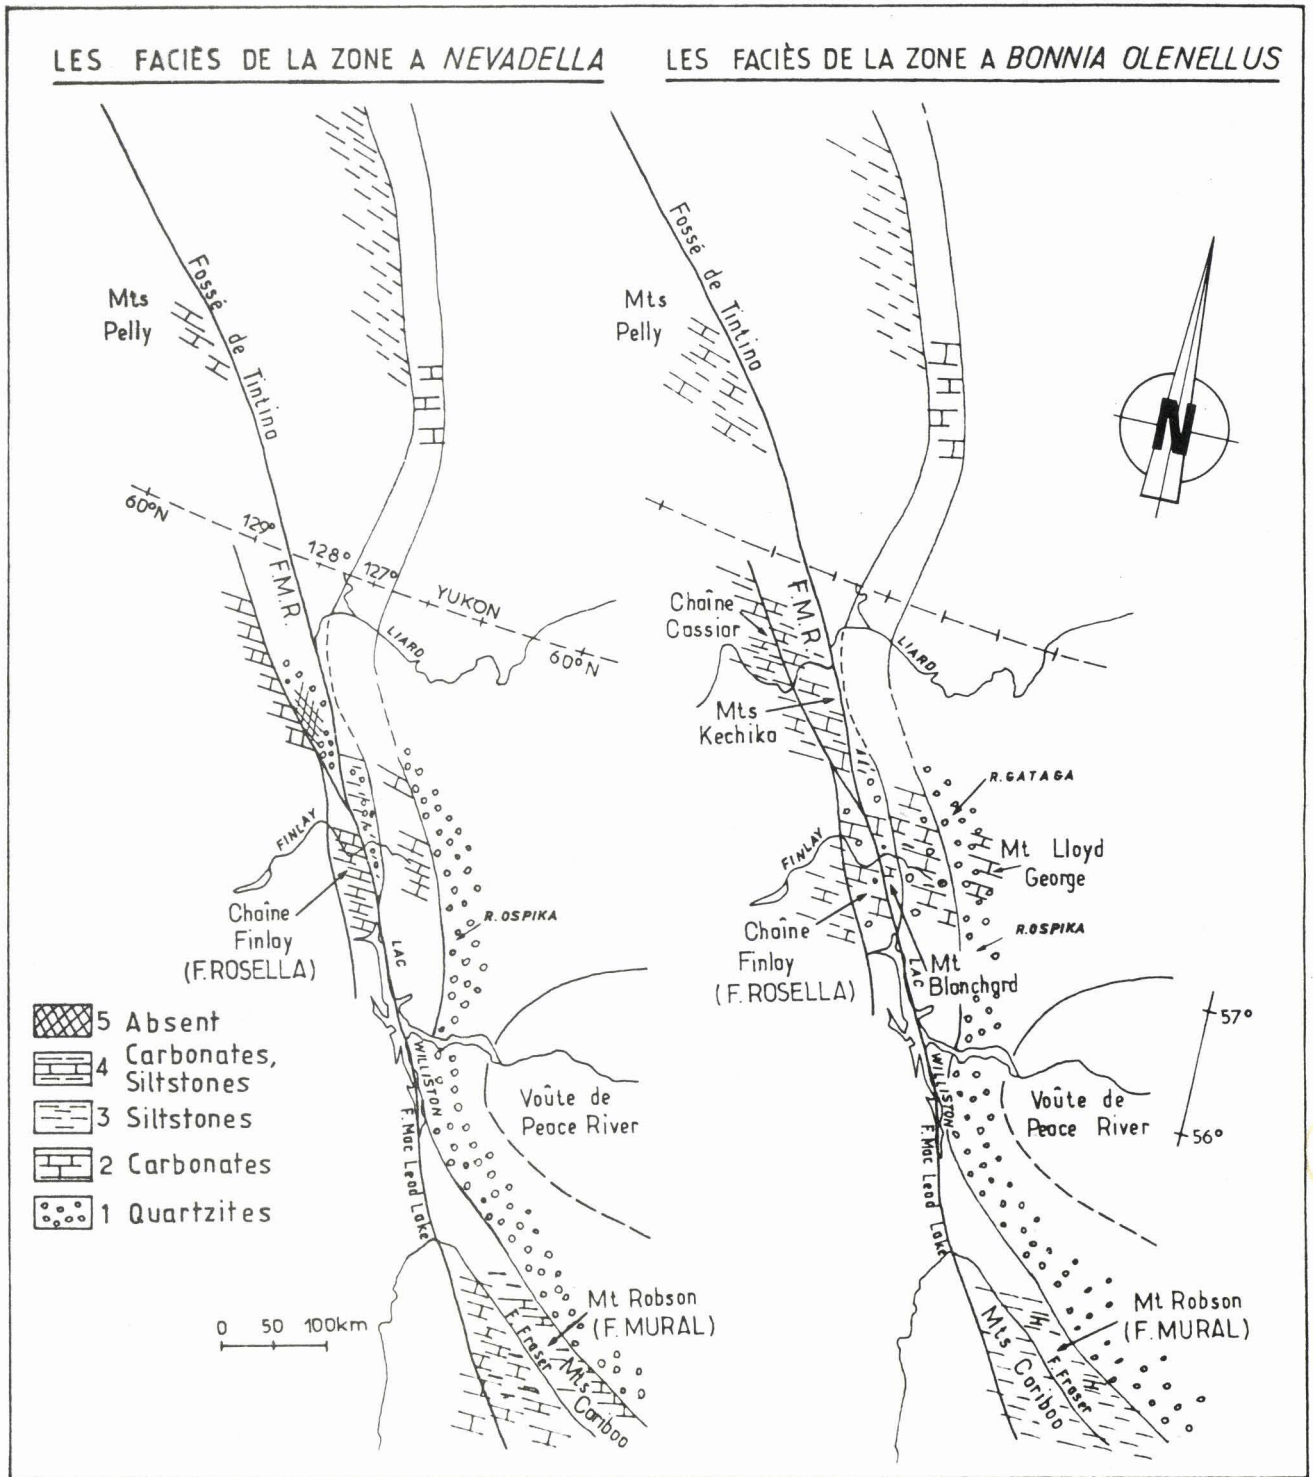 LES FACIÈS DE LA ZONE A NEVADELLA
Fossé de Tintina
Mts
Pelly
60°N
129°
128°
127°
YUKON
60°N
F.M.R.
LIARD
FINLAY
Chaîne
Finlay
(F.ROSELLA)
R.OSPIKA
LAC
WILLISTON
F. Mac Leod Lake
Voûte de
Peace River
5 Absent
4 Carbonates,
Siltstones
3 Siltstones
2 Carbonates
1 Quartzites
0 50 100km
F. Fraser
Mts
Cariboo
Mt Robson
(F. MURAL)
LES FACIÈS DE LA ZONE A BONNIA OLENELLUS
Fossé de Tintina
Mts
Pelly
N
F.M.R.
Chaîne
Cassiar
LIARD
Mts
Kechika
R.GATAGA
Mt Lloyd
George
FINLAY
Chaîne
Finlay
(F. ROSELLA)
R.OSPIKA
LAC
Mt
Blanchard
WILLISTON
57°
56°
Voûte de
Peace River
F. Mac Leod Lake
Mts Cariboo
F. Fraser
Mt Robson
(F. MURAL)